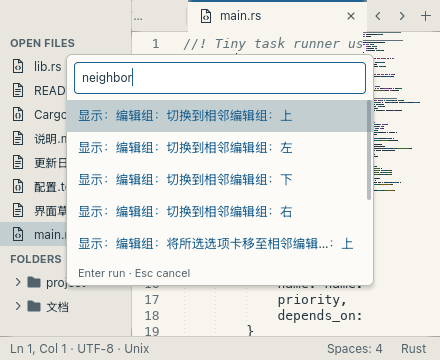 ...
main.rs
OPEN FILES
lib.rs
READ
Cargo
说明.m
更新日
配置.to
界面草
main.r
FOLDERS
project
文档
1 //! Tiny task runner us
neighbor
显示：编辑组：切换到相邻编辑组：上
显示：编辑组：切换到相邻编辑组：左
显示：编辑组：切换到相邻编辑组：下
显示：编辑组：切换到相邻编辑组：右
显示：编辑组：将所选选项卡移至相邻编辑...：上
Enter run · Esc cancel
16 name: name.
17 priority,
18 depends_on:
19 }
Ln 1, Col 1 · UTF-8 · Unix
Spaces: 4 Rust